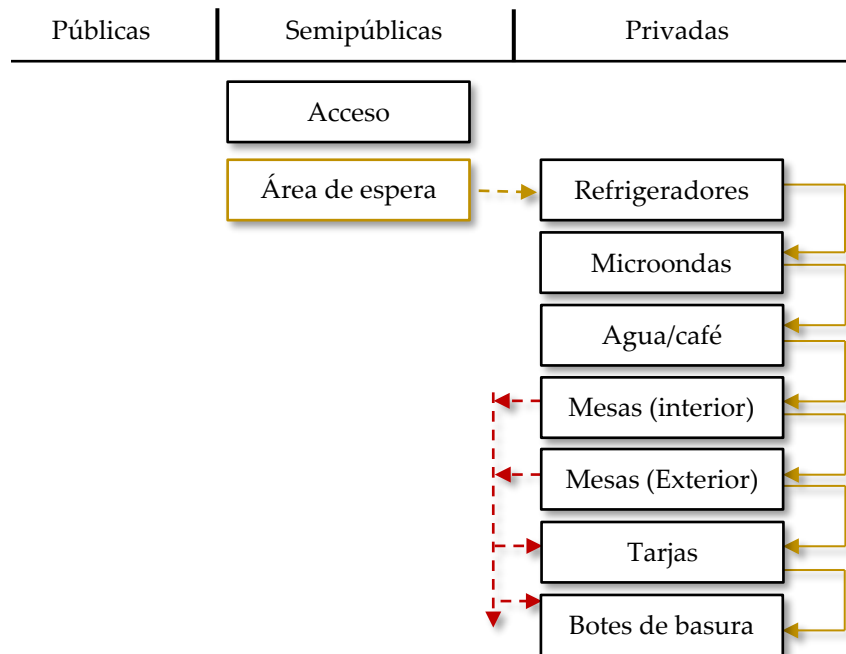 Públicas
Semipúblicas
Privadas
Acceso
Área de espera
Refrigeradores
Microondas
Agua/café
Mesas (interior)
Mesas (Exterior)
Tarjas
Botes de basura